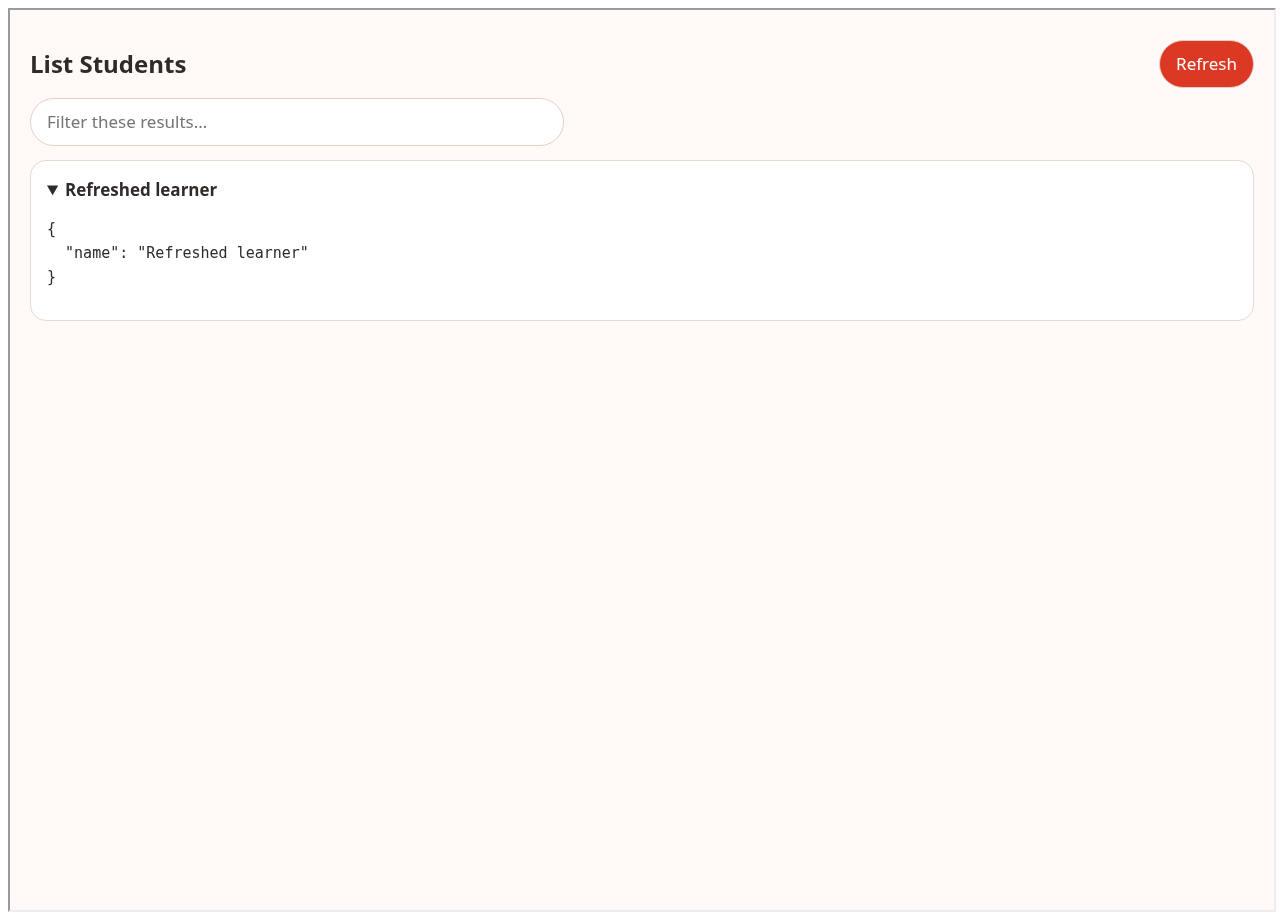 List Students
Refresh
Filter these results...
▼ Refreshed learner
{
  "name": "Refreshed learner"
}